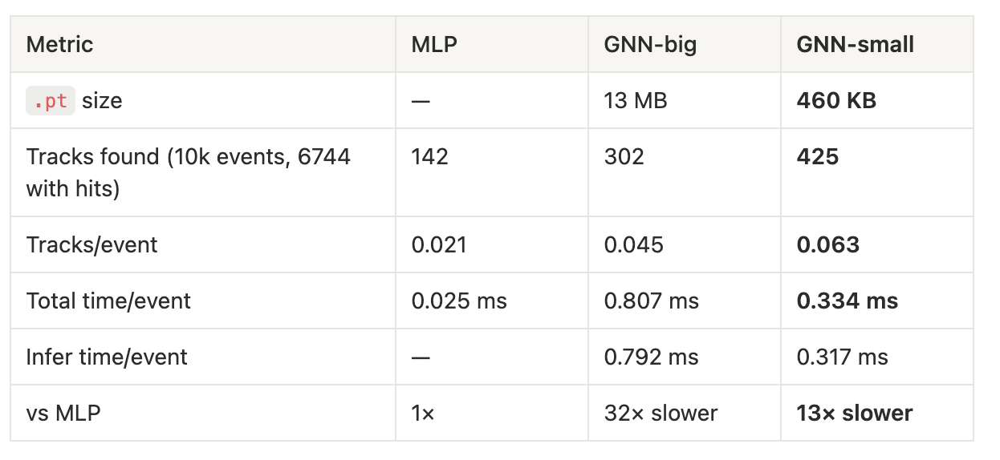 Metric MLP GNN-big GNN-small
.pt size — 13 MB 460 KB
Tracks found (10k events, 6744 142 302 425
with hits)
Tracks/event 0.021 0.045 0.063
Total time/event 0.025 ms 0.807 ms 0.334 ms
Infer time/event — 0.792 ms 0.317 ms
vs MLP 1× 32× slower 13× slower